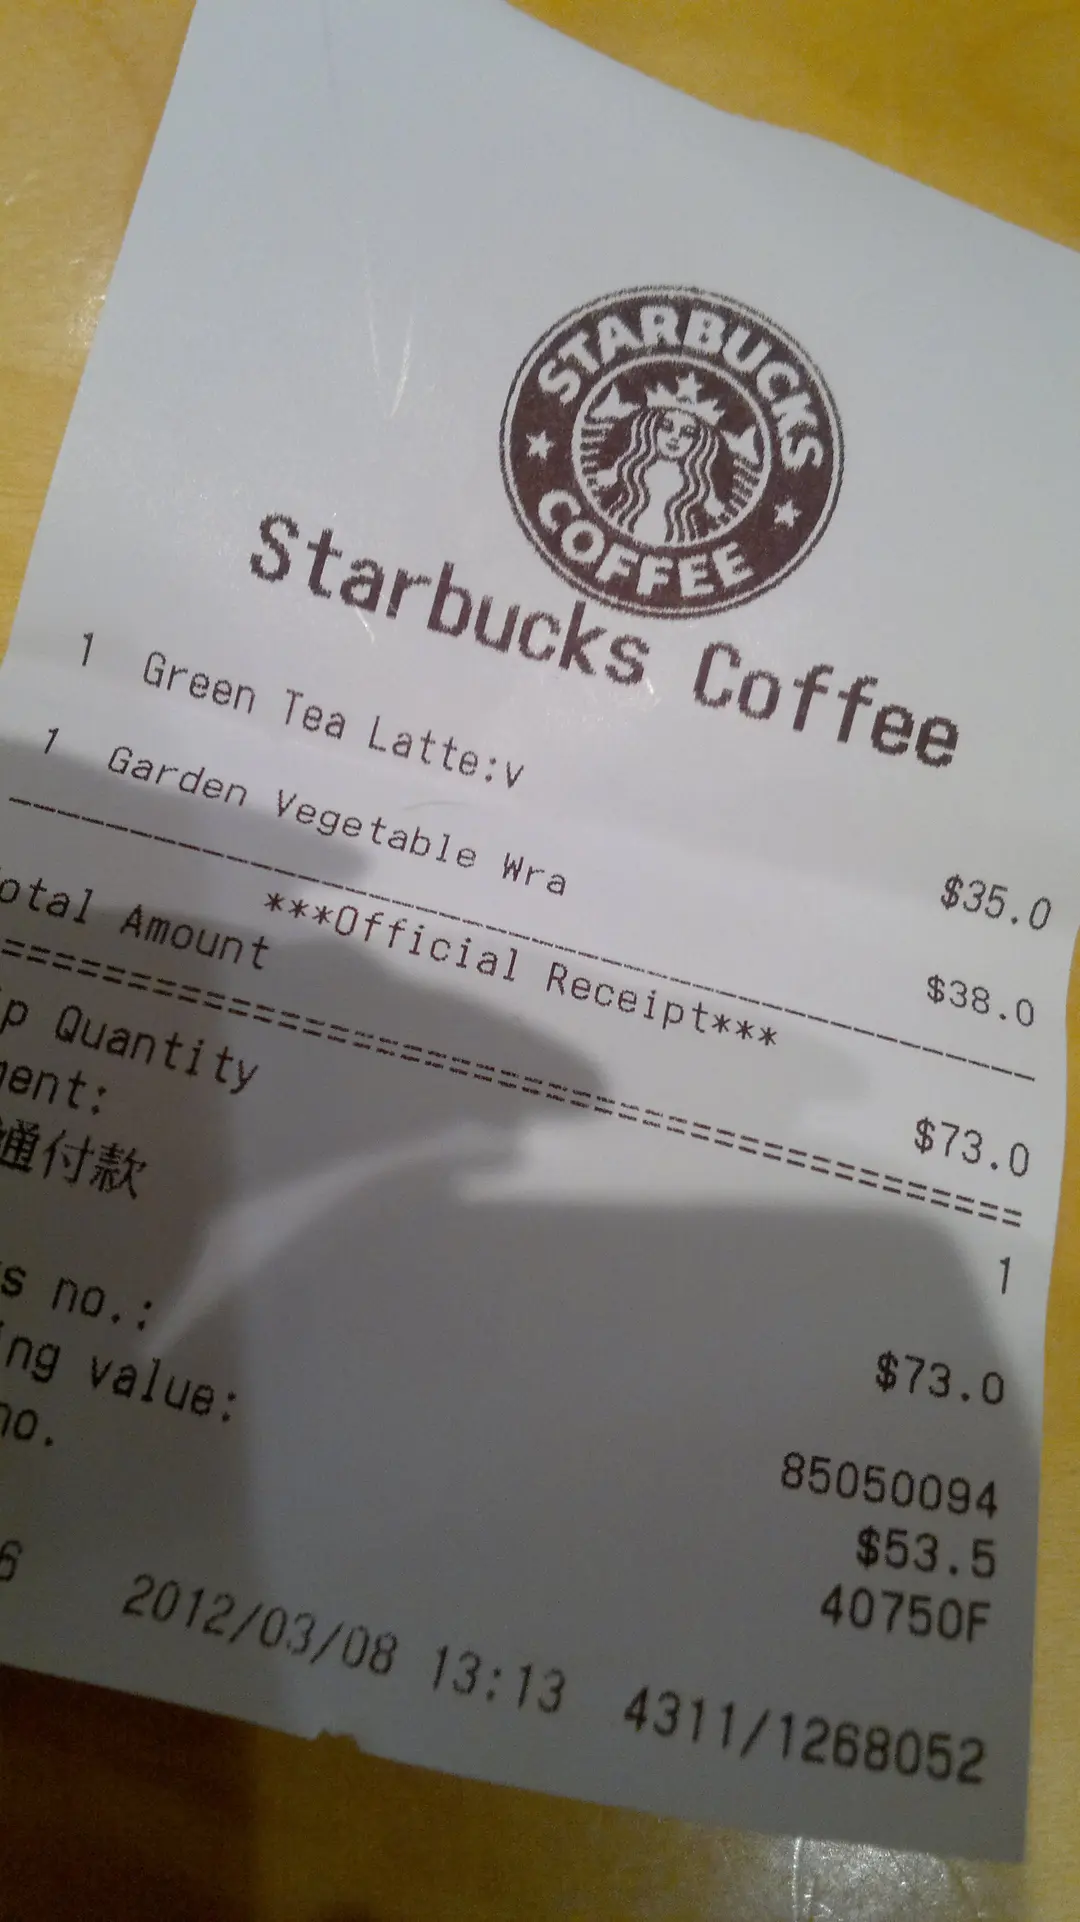 STARBUCKS COFFEE
Starbucks Coffee
1 Green Tea Latte:V $35.0
1 Garden Vegetable Wra $38.0
***Official Receipt***
otal Amount $73.0
p Quantity 1
ent:
通付款 $73.0
s no.: 85050094
ing value: $53.5
no. 40750F
6 2012/03/08 13:13 4311/1268052